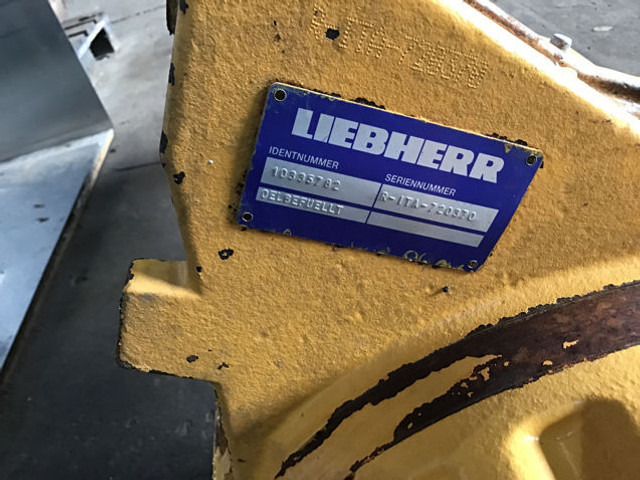 LIEBHERR
IDENTNUMMER
10335782
SERIENNUMMER
R-ITA-720370
OELBEFUELLT